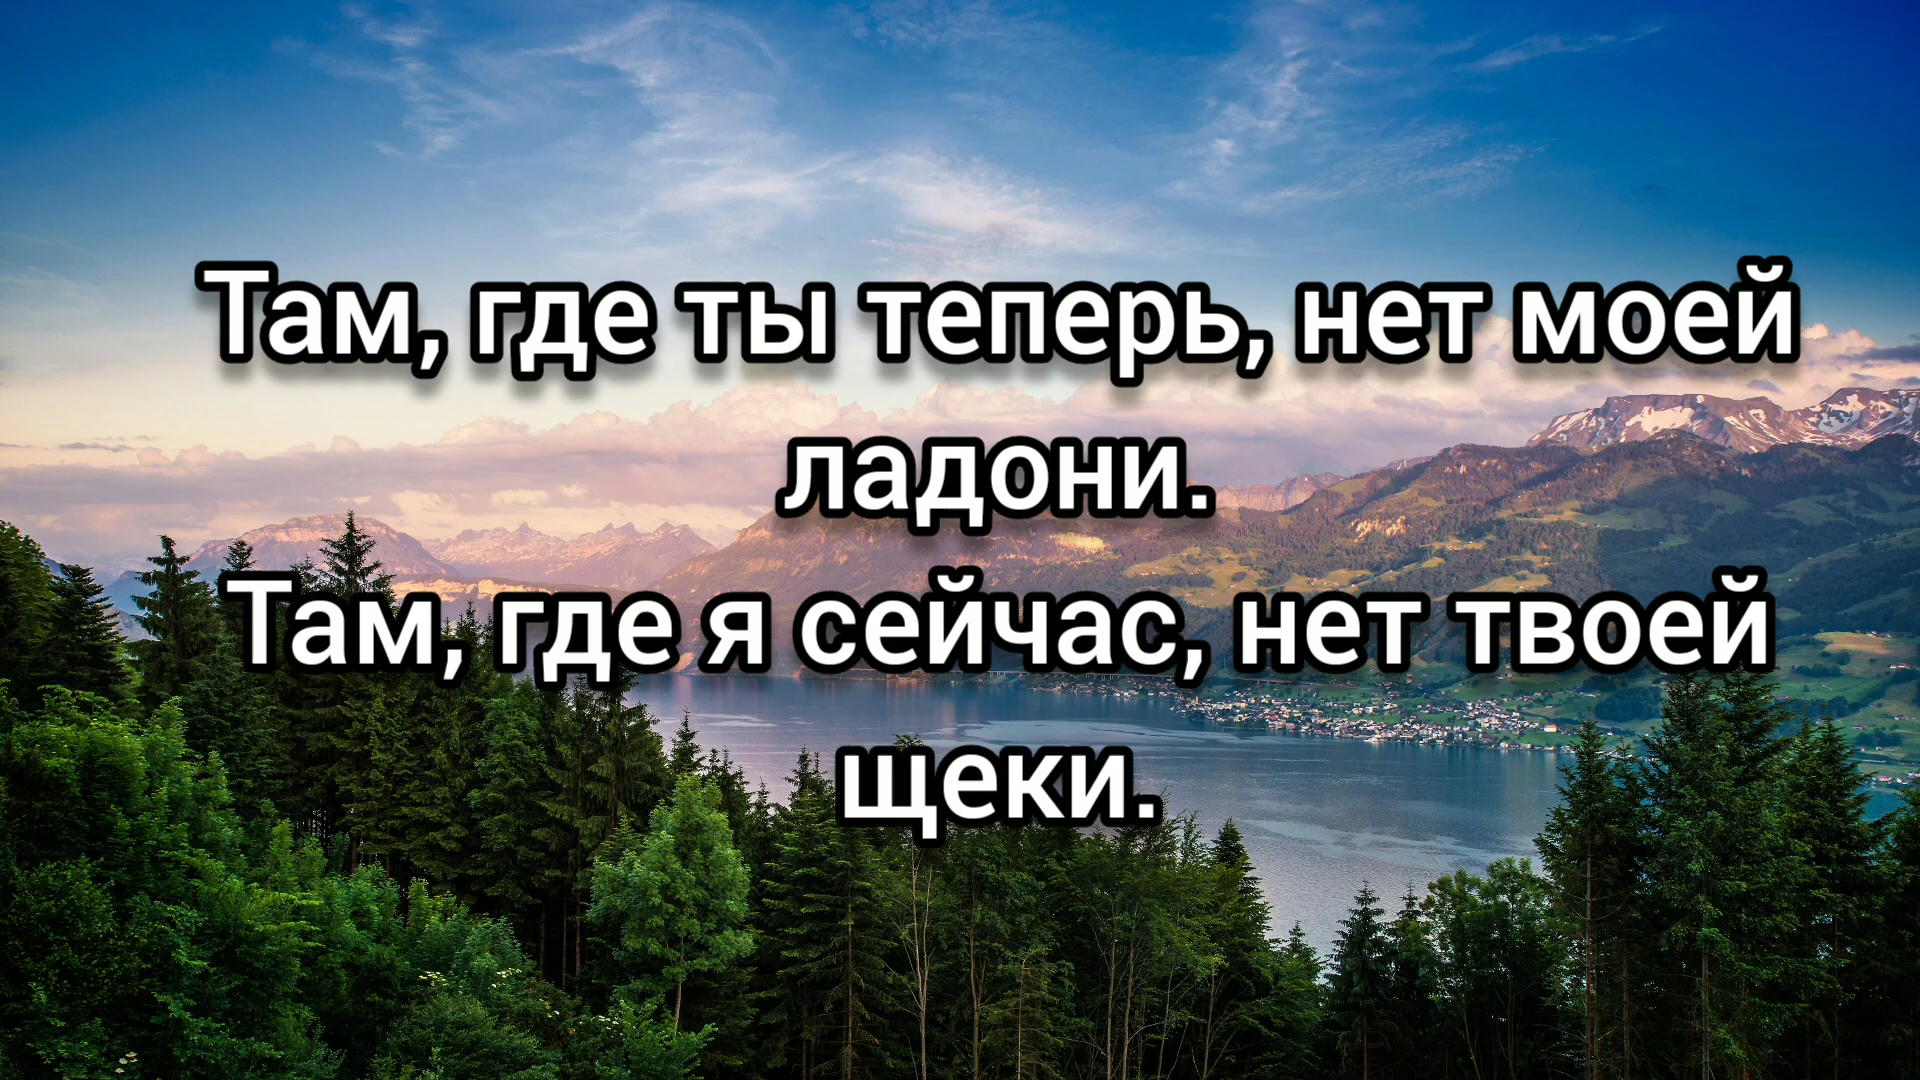 Там, где ты теперь, нет моей
ладони.
Там, где я сейчас, нет твоей
щеки.